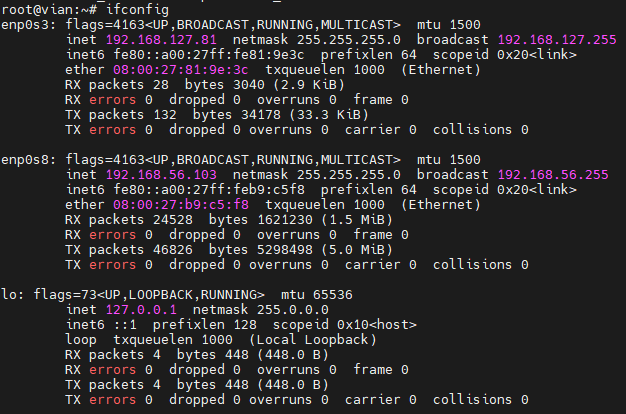 root@vian:~# ifconfig
enp0s3: flags=4163<UP,BROADCAST,RUNNING,MULTICAST>  mtu 1500
        inet 192.168.127.81  netmask 255.255.255.0  broadcast 192.168.127.255
        inet6 fe80::a00:27ff:fe81:9e3c  prefixlen 64  scopeid 0x20<link>
        ether 08:00:27:81:9e:3c  txqueuelen 1000  (Ethernet)
        RX packets 28  bytes 3040 (2.9 KiB)
        RX errors 0  dropped 0  overruns 0  frame 0
        TX packets 132  bytes 34178 (33.3 KiB)
        TX errors 0  dropped 0 overruns 0  carrier 0  collisions 0

enp0s8: flags=4163<UP,BROADCAST,RUNNING,MULTICAST>  mtu 1500
        inet 192.168.56.103  netmask 255.255.255.0  broadcast 192.168.56.255
        inet6 fe80::a00:27ff:feb9:c5f8  prefixlen 64  scopeid 0x20<link>
        ether 08:00:27:b9:c5:f8  txqueuelen 1000  (Ethernet)
        RX packets 24528  bytes 1621230 (1.5 MiB)
        RX errors 0  dropped 0  overruns 0  frame 0
        TX packets 46826  bytes 5298498 (5.0 MiB)
        TX errors 0  dropped 0 overruns 0  carrier 0  collisions 0

lo: flags=73<UP,LOOPBACK,RUNNING>  mtu 65536
        inet 127.0.0.1  netmask 255.0.0.0
        inet6 ::1  prefixlen 128  scopeid 0x10<host>
        loop  txqueuelen 1000  (Local Loopback)
        RX packets 4  bytes 448 (448.0 B)
        RX errors 0  dropped 0  overruns 0  frame 0
        TX packets 4  bytes 448 (448.0 B)
        TX errors 0  dropped 0 overruns 0  carrier 0  collisions 0